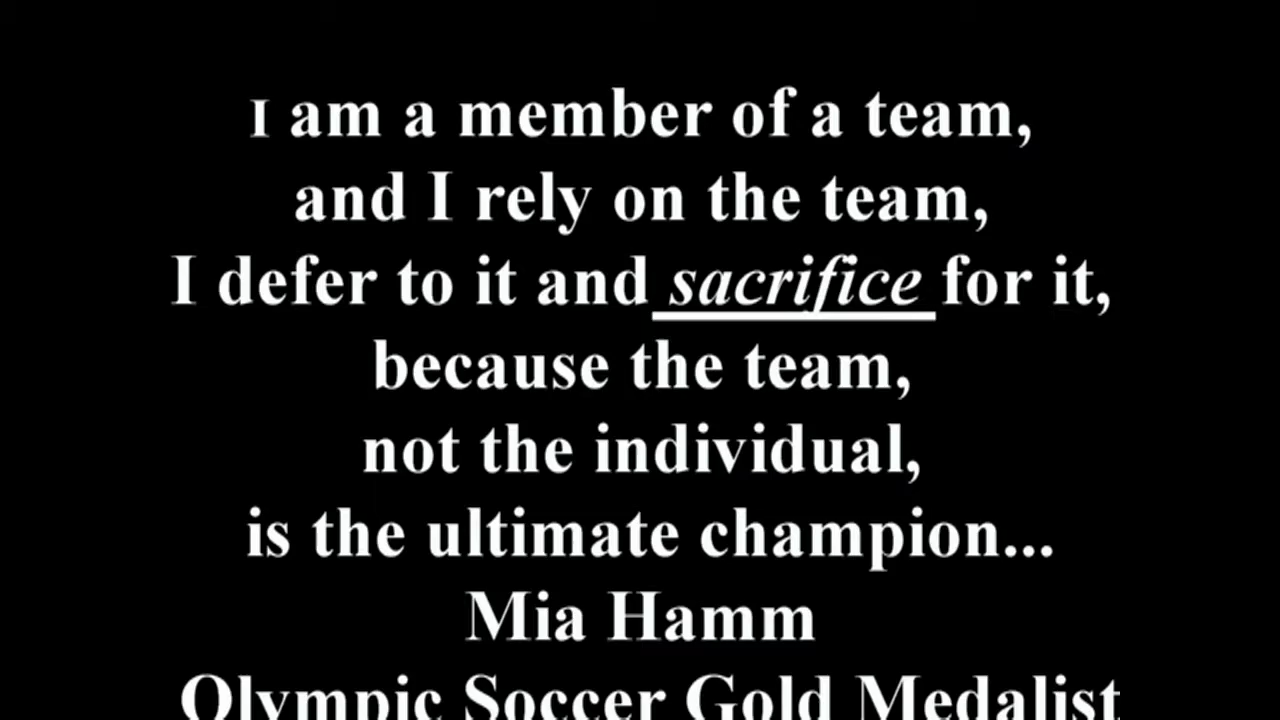 I am a member of a team,
and I rely on the team,
I defer to it and sacrifice for it,
because the team,
not the individual,
is the ultimate champion...
Mia Hamm
Olympic Soccer Gold Medalist